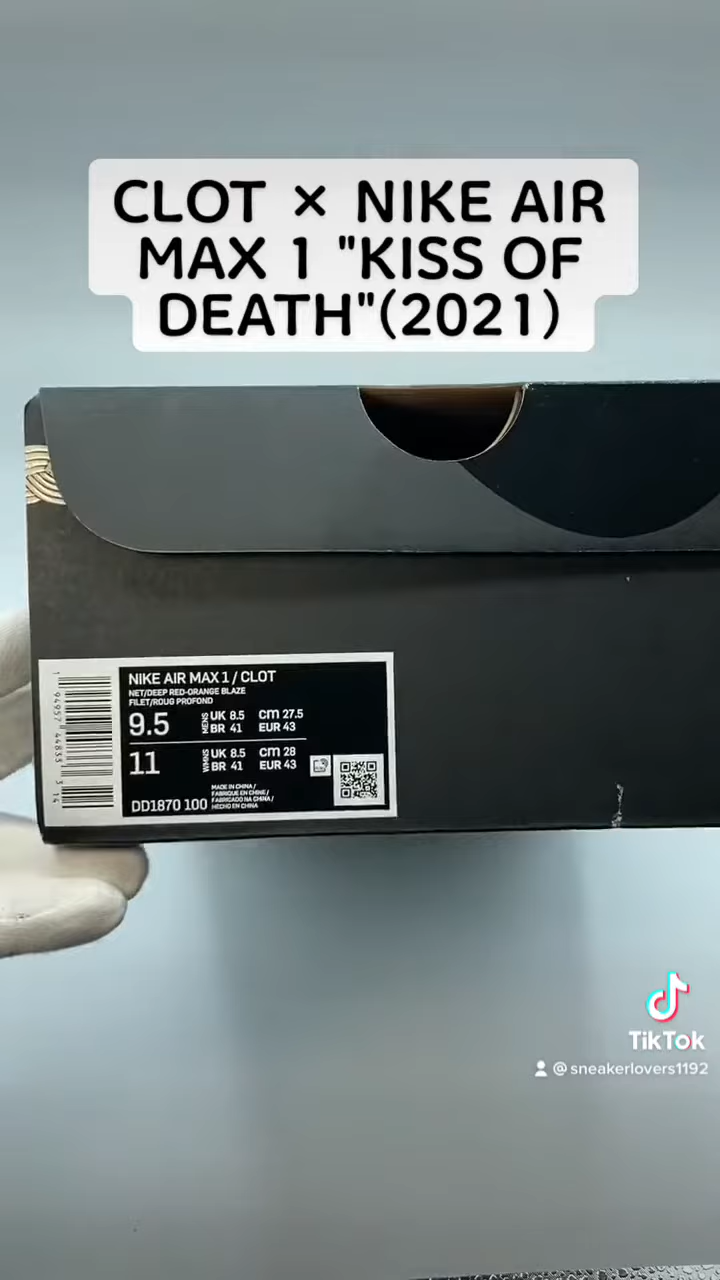 CLOT × NIKE AIR
MAX 1 "KISS OF
DEATH"(2021)
NIKE AIR MAX 1 / CLOT
NET/DEEP RED-ORANGE BLAZE
FILET/ROUG PROFOND
9.5 MENS UK 8.5 cm 27.5
BR 41 EUR 43
11 WMNS UK 8.5 cm 28
BR 41 EUR 43
MADE IN CHINA /
FABRIQUE EN CHINE /
DD1870 100 FABRICADO NA CHINA /
HECHO EN CHINA
TikTok
@sneakerlovers1192